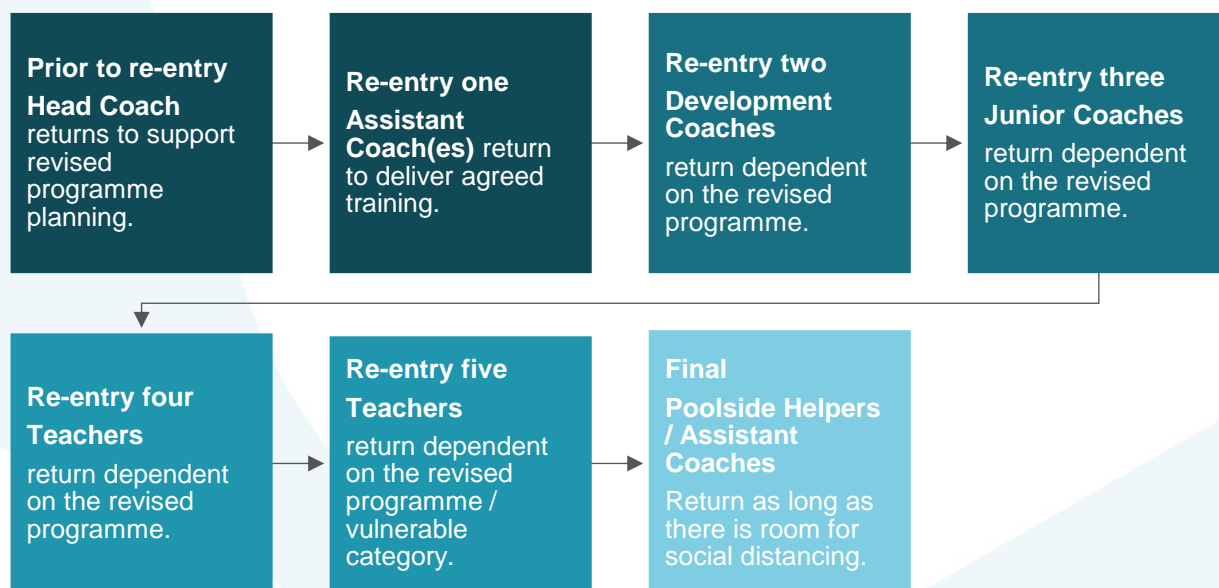 Prior to re-entry
Head Coach
returns to support
revised
programme
planning.
Re-entry one
Assistant
Coach(es) return
to deliver agreed
training.
Re-entry two
Development
Coaches
return dependent
on the revised
programme.
Re-entry three
Junior Coaches
return dependent
on the revised
programme.
Re-entry four
Teachers
return dependent
on the revised
programme.
Re-entry five
Teachers
return dependent
on the revised
programme /
vulnerable
category.
Final
Poolside Helpers
/ Assistant
Coaches
Return as long as
there is room for
social distancing.